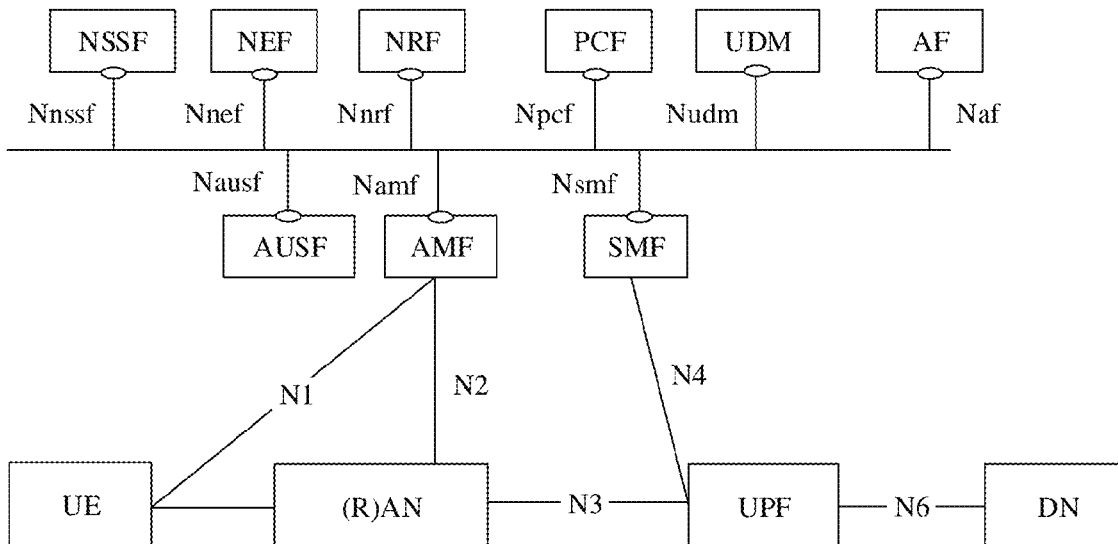 NSSF NEF NRF PCF UDM AF
Nnssf Nnef Nnrf Npcf Nudm Naf
Nausf Namf Nsmf
AUSF AMF SMF
N1 N2 N4
UE (R)AN N3 UPF N6 DN